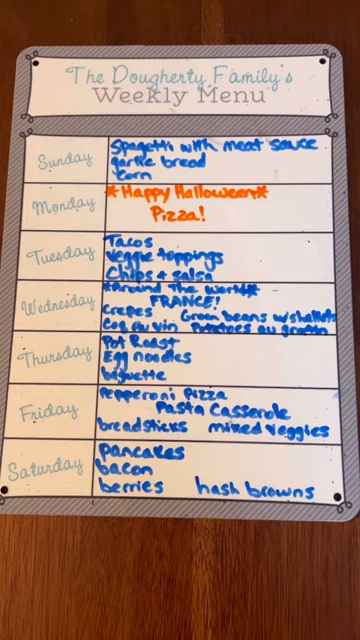 The Dougherty Family's
Weekly Menu
Sunday
Spagetti with meat sauce
garlic bread
Corn
Monday
*Happy Halloween*
Pizza!
Tuesday
Tacos
Veggie toppings
Chips + salsa
Wednesday
*Around The World*
FRANCE!
Crepes Green beans w/shallots
Coq au vin Potatoes au gratin
Thursday
Pot Roast
Egg noodles
baguette
Friday
Pepperoni Pizza
Pasta Casserole
breadsticks mixed veggies
Saturday
pancakes
bacon
berries hash browns